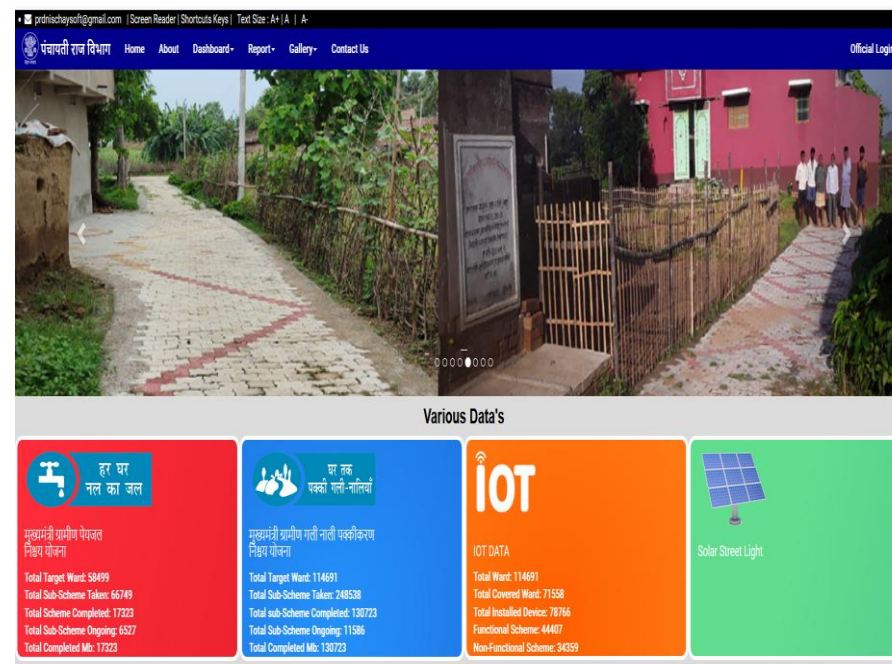 prdnischaysoft@gmail.com | Screen Reader | Shortcuts Keys | Text Size : A+ | A | A-
पंचायती राज विभाग Home About Dashboard Report Gallery Contact Us Official Login
Various Data's
हर घर
नल का जल
मुख्यमंत्री ग्रामीण पेयजल
निश्चय योजना
Total Target Ward: 58499
Total Sub-Scheme Taken: 66749
Total Scheme Completed: 17323
Total Sub-Scheme Ongoing: 6527
Total Completed Mb: 17323
घर तक
पक्की गली-नालियाँ
मुख्यमंत्री ग्रामीण गली नाली पक्कीकरण
निश्चय योजना
Total Target Ward: 114691
Total Sub-Scheme Taken: 248538
Total sub-Scheme Completed: 130723
Total Sub-Scheme Ongoing: 11586
Total Completed Mb: 130723
IOT
IOT DATA
Total Ward: 114691
Total Covered Ward: 71558
Total Installed Device: 78766
Functional Scheme: 44407
Non-Functional Scheme: 34359
Solar Street Light